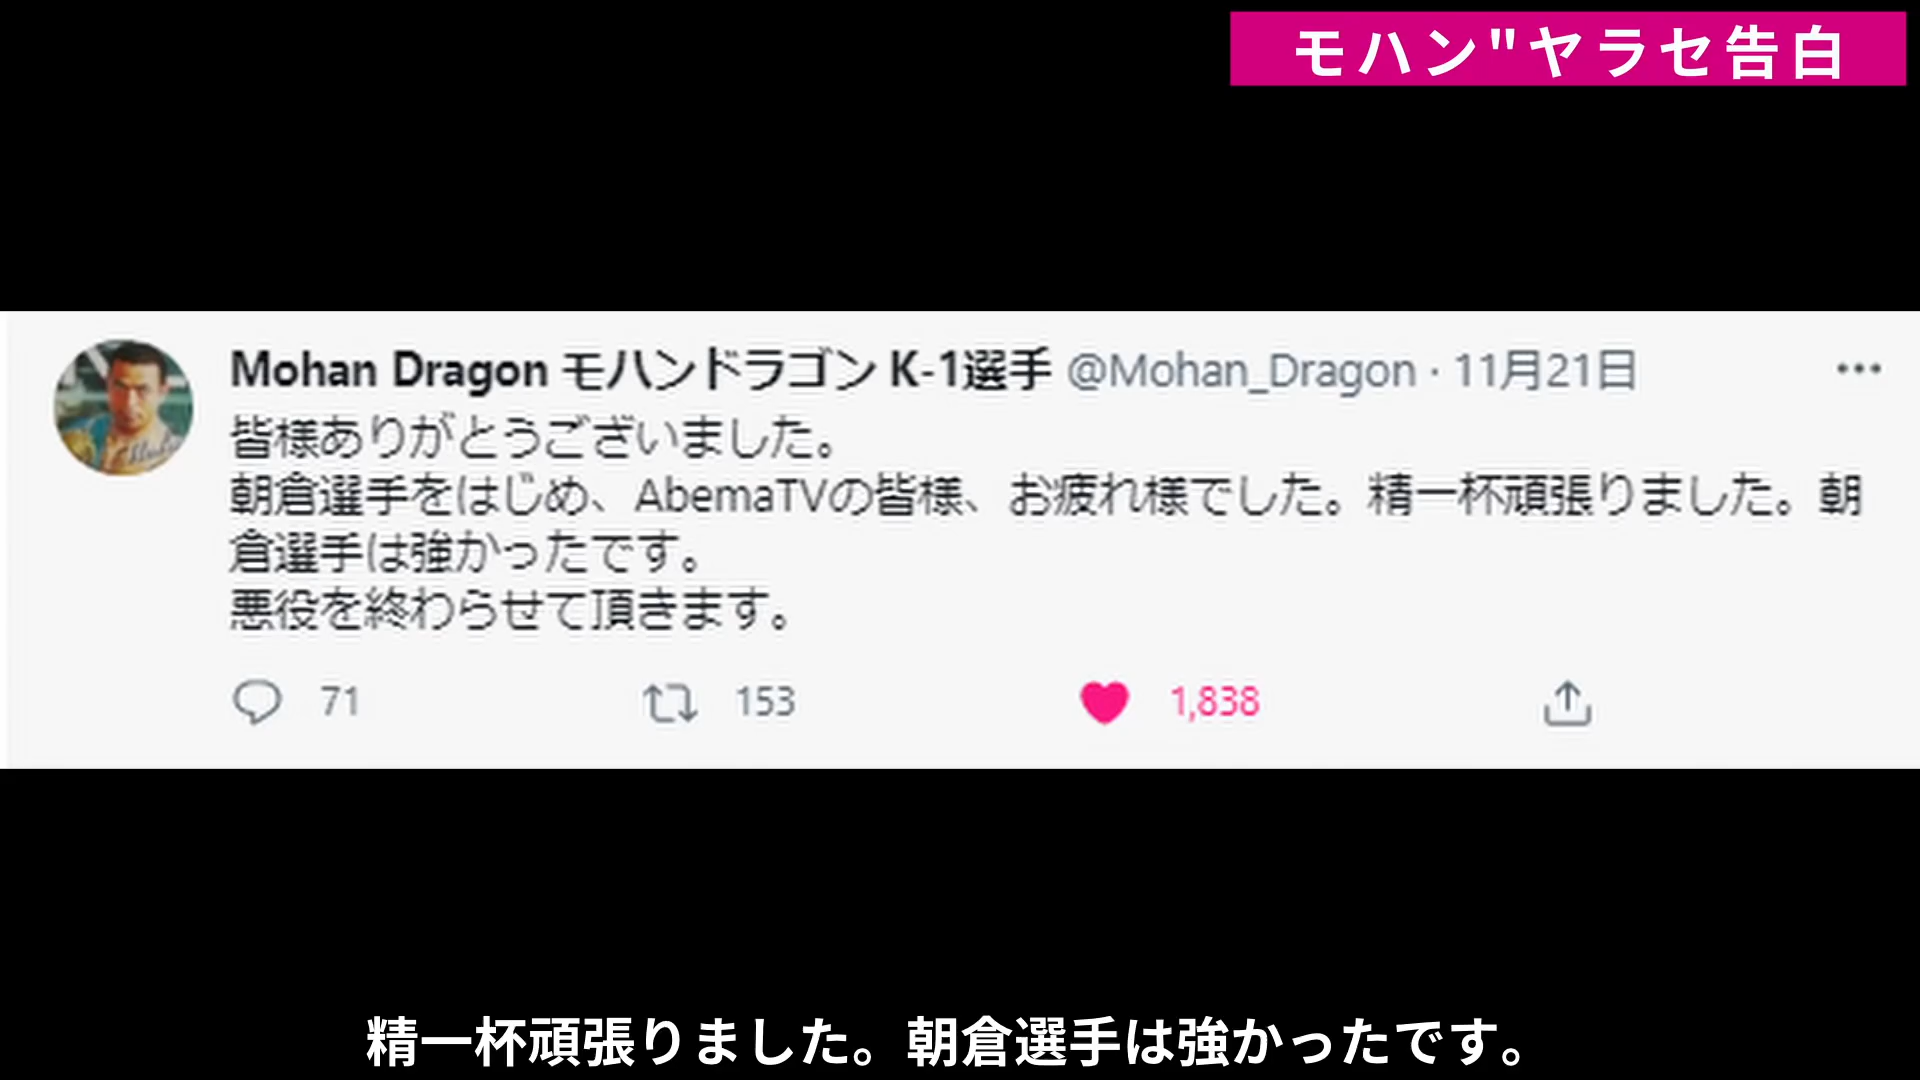 モハン"ヤラセ告白
Mohan Dragon モハンドラゴン K-1選手 @Mohan_Dragon · 11月21日
皆様ありがとうございました。
朝倉選手をはじめ、AbemaTVの皆様、お疲れ様でした。精一杯頑張りました。朝
倉選手は強かったです。
悪役を終わらせて頂きます。
71 153 1,838
精一杯頑張りました。朝倉選手は強かったです。